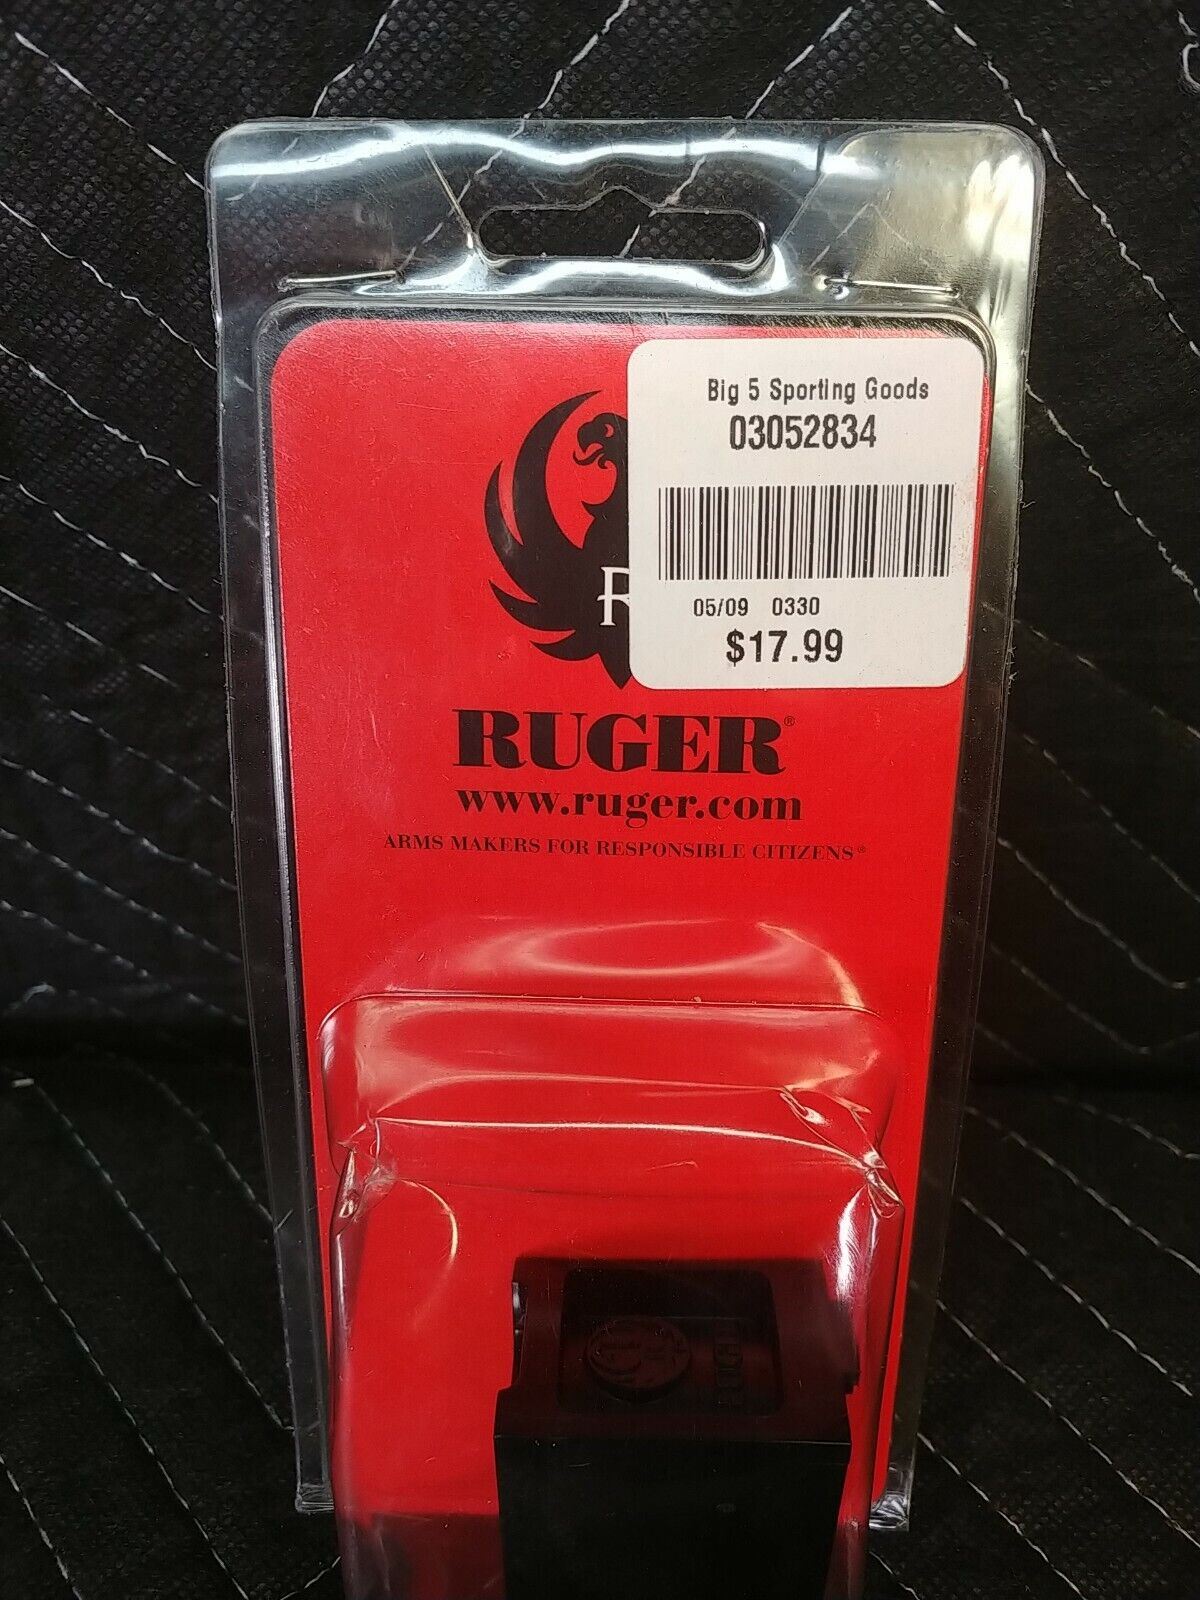 Big 5 Sporting Goods
03052834
05/09 0330
$17.99
R
RUGER®
www.ruger.com
ARMS MAKERS FOR RESPONSIBLE CITIZENS®